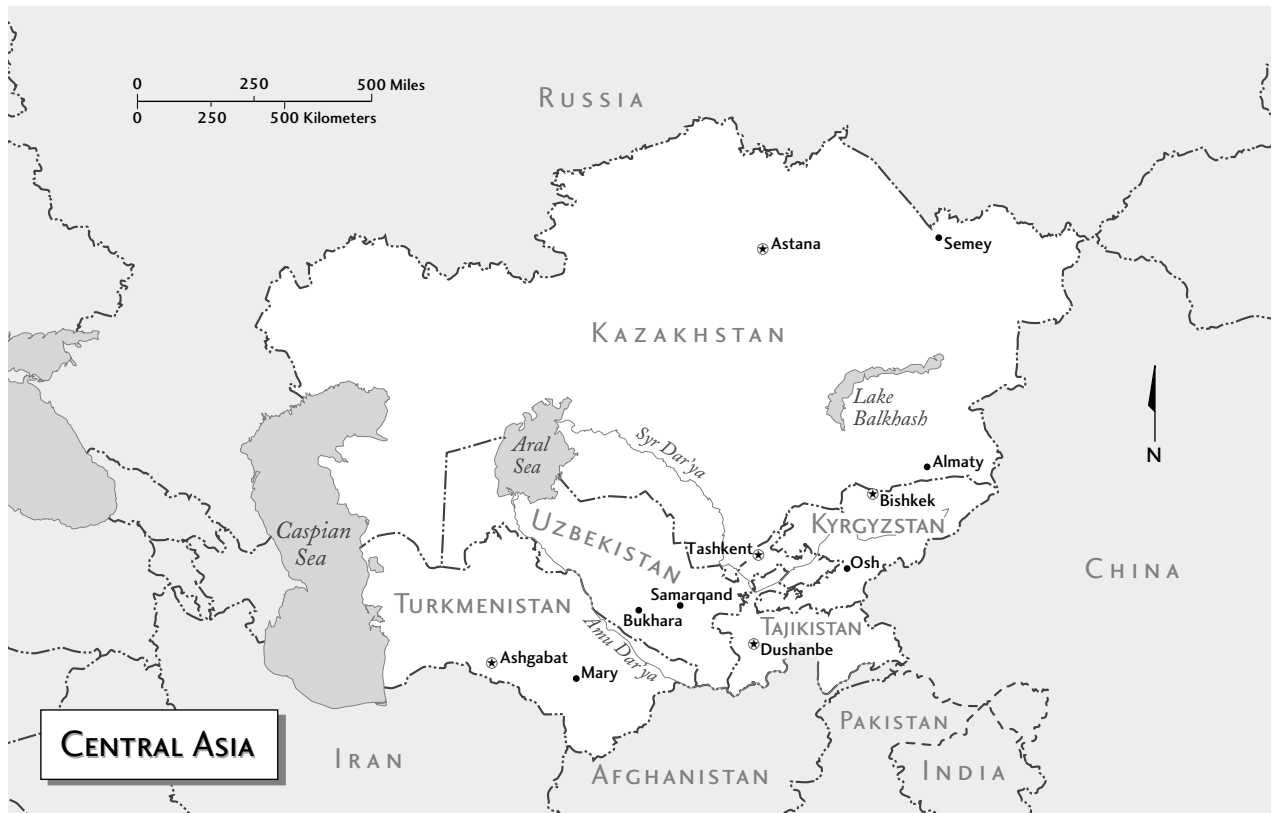 0 250 500 Miles
0 250 500 Kilometers
RUSSIA
Astana
Semey
KAZAKHSTAN
Lake
Balkhash
Aral
Sea
Syr Dar'ya
Almaty
N
Bishkek
KYRGYZSTAN
Caspian
Sea
UZBEKISTAN
Tashkent
Osh
CHINA
TURKMENISTAN
Samarqand
Bukhara
TAJIKISTAN
Amu Dar'ya
Dushanbe
Ashgabat
Mary
PAKISTAN
CENTRAL ASIA
IRAN
AFGHANISTAN
INDIA